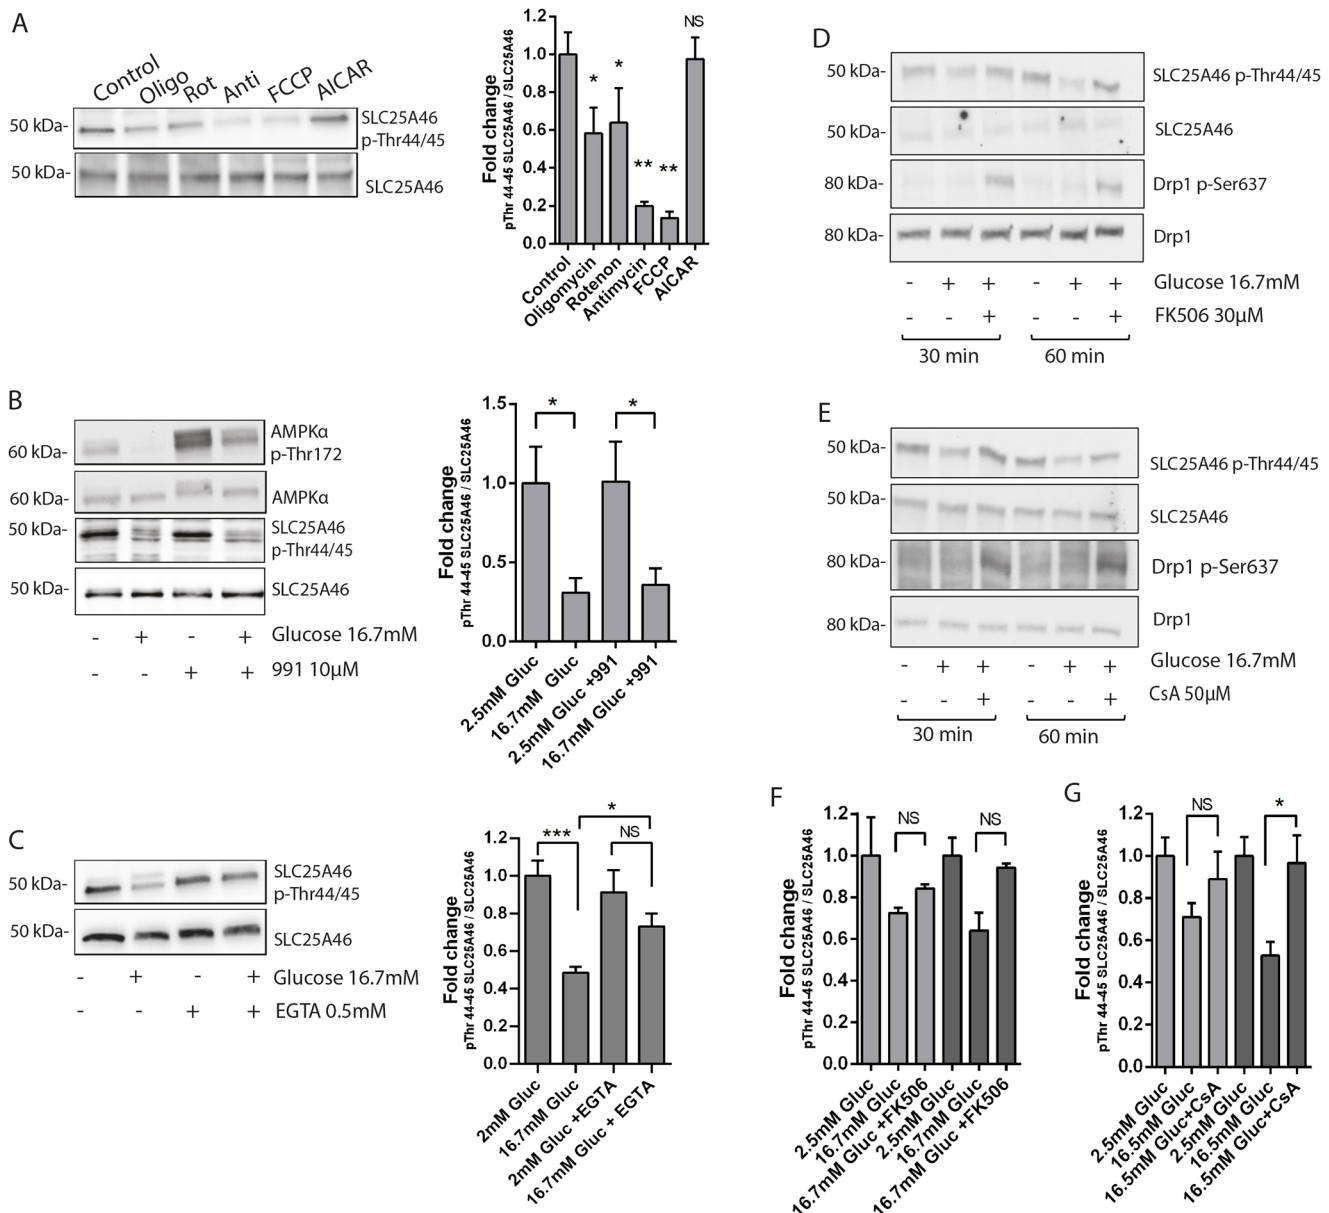 A
Control
Oligo
Rot
Anti
FCCP
AICAR
50 kDa-
SLC25A46
p-Thr44/45
50 kDa-
SLC25A46
Fold change
pThr 44-45 SLC25A46 / SLC25A46
1.2
1.0
0.8
0.6
0.4
0.2
0.0
*
*
**
**
NS
Control
Oligomycin
Rotenon
Antimycin
FCCP
AICAR
B
60 kDa-
AMPKα
p-Thr172
60 kDa-
AMPKα
50 kDa-
SLC25A46
p-Thr44/45
50 kDa-
SLC25A46
- + - + Glucose 16.7mM
- - + + 991 10μM
Fold change
pThr 44-45 SLC25A46 / SLC25A46
1.5
1.0
0.5
0.0
*
*
2.5mM Gluc
16.7mM Gluc
2.5mM Gluc +991
16.7mM Gluc +991
C
50 kDa-
SLC25A46
p-Thr44/45
50 kDa-
SLC25A46
- + - + Glucose 16.7mM
- - + + EGTA 0.5mM
Fold change
pThr 44-45 SLC25A46 / SLC25A46
1.2
1.0
0.8
0.6
0.4
0.2
0.0
***
*
NS
2mM Gluc
16.7mM Gluc
2mM Gluc +EGTA
16.7mM Gluc + EGTA
D
50 kDa-
SLC25A46 p-Thr44/45
50 kDa-
SLC25A46
80 kDa-
Drp1 p-Ser637
80 kDa-
Drp1
- + + - + + Glucose 16.7mM
- - + - - + FK506 30μM
30 min
60 min
E
50 kDa-
SLC25A46 p-Thr44/45
50 kDa-
SLC25A46
80 kDa-
Drp1 p-Ser637
80 kDa-
Drp1
- + + - + + Glucose 16.7mM
- - + - - + CsA 50μM
30 min
60 min
F
Fold change
pThr 44-45 SLC25A46 / SLC25A46
1.2
1.0
0.8
0.6
0.4
0.2
0.0
NS
NS
2.5mM Gluc
16.7mM Gluc
16.7mM Gluc +FK506
2.5mM Gluc
16.7mM Gluc
16.7mM Gluc +FK506
G
Fold change
pThr 44-45 SLC25A46 / SLC25A46
1.2
1.0
0.8
0.6
0.4
0.2
0.0
NS
*
2.5mM Gluc
16.5mM Gluc
16.5mM Gluc+CsA
2.5mM Gluc
16.5mM Gluc
16.5mM Gluc+CsA